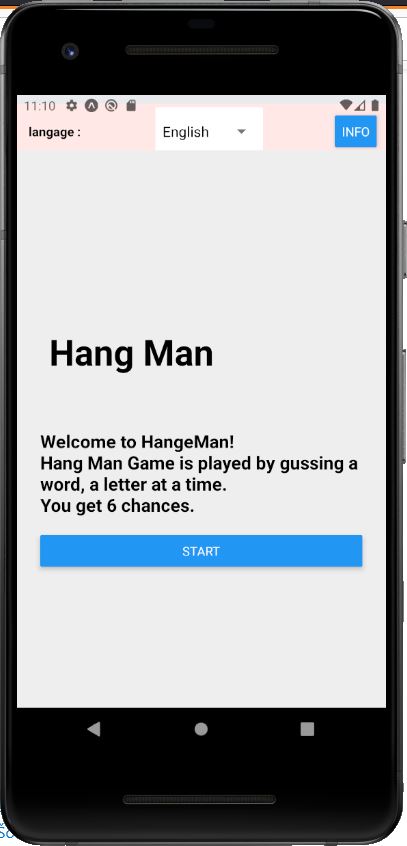 11:10
langage :
English
INFO
Hang Man
Welcome to HangeMan!
Hang Man Game is played by gussing a
word, a letter at a time.
You get 6 chances.
START